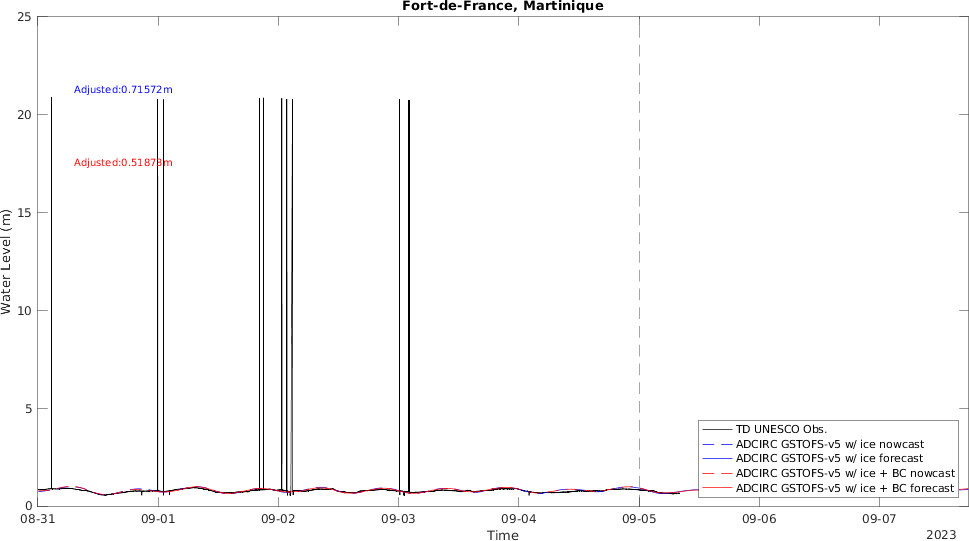 Fort-de-France, Martinique
25
Adjusted:0.71572m
20
Adjusted:0.51873m
15
Water Level (m)
10
5
0
TD UNESCO Obs.
ADCIRC GSTOFS-v5 w/ ice nowcast
ADCIRC GSTOFS-v5 w/ ice forecast
ADCIRC GSTOFS-v5 w/ ice + BC nowcast
ADCIRC GSTOFS-v5 w/ ice + BC forecast
08-31 09-01 09-02 09-03 09-04 09-05 09-06 09-07
Time
2023